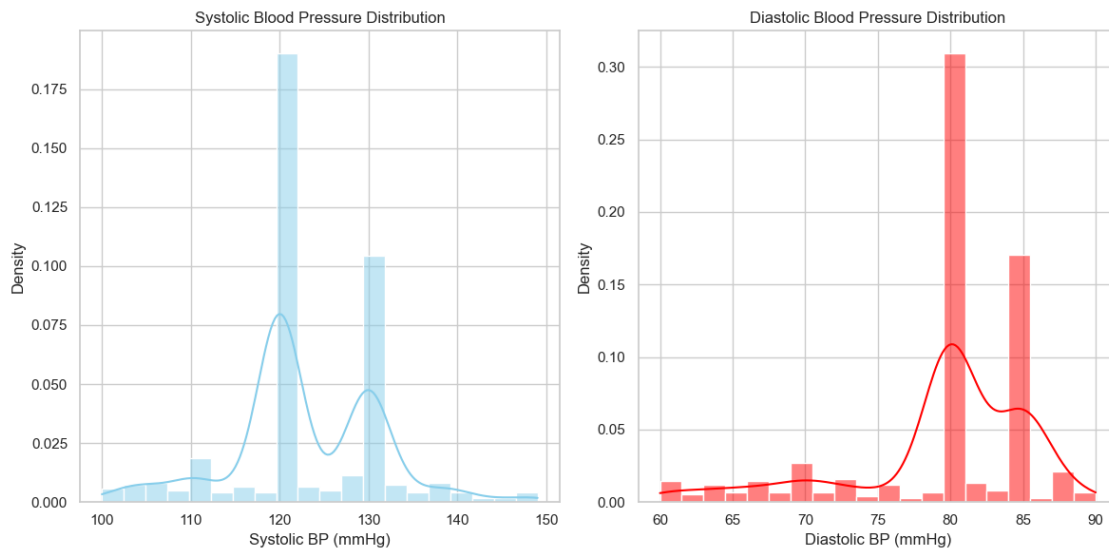 Systolic Blood Pressure Distribution
Density
0.175
0.150
0.125
0.100
0.075
0.050
0.025
0.000
100 110 120 130 140 150
Systolic BP (mmHg)
Diastolic Blood Pressure Distribution
Density
0.30
0.25
0.20
0.15
0.10
0.05
0.00
60 65 70 75 80 85 90
Diastolic BP (mmHg)